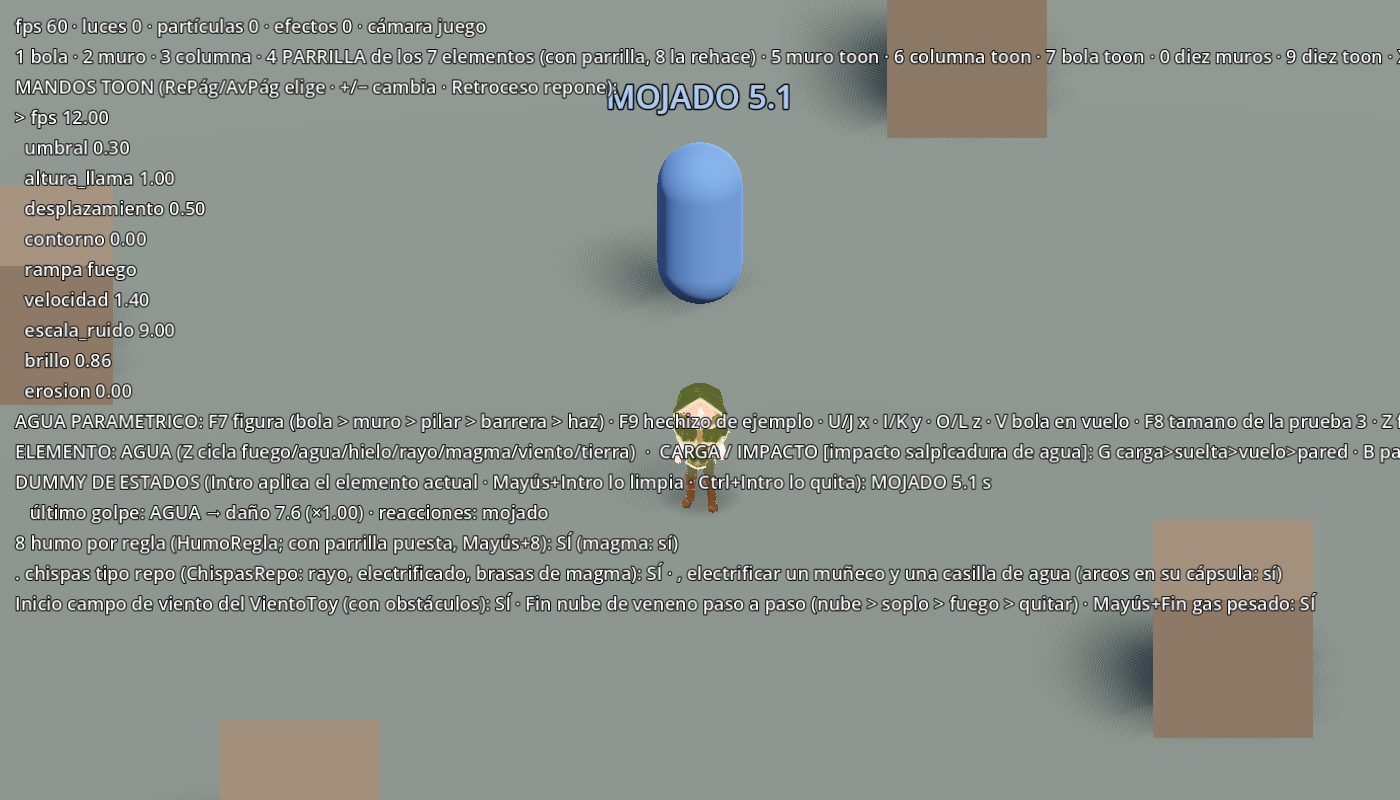 fps 60 · luces 0 · partículas 0 · efectos 0 · cámara juego
1 bola · 2 muro · 3 columna · 4 PARRILLA de los 7 elementos (con parrilla, 8 la rehace) · 5 muro toon · 6 columna toon · 7 bola toon · 0 diez muros · 9 diez toon ·
MANDOS TOON (RePág/AvPág elige · +/− cambia · Retroceso repone):
MOJADO 5.1
> fps 12.00
umbral 0.30
altura_llama 1.00
desplazamiento 0.50
contorno 0.00
rampa fuego
velocidad 1.40
escala_ruido 9.00
brillo 0.86
erosion 0.00
AGUA PARAMETRICO: F7 figura (bola > muro > pilar > barrera > haz) · F9 hechizo de ejemplo · U/J x · I/K y · O/L z · V bola en vuelo · F8 tamano de la prueba 3 · Z
ELEMENTO: AGUA (Z cicla fuego/agua/hielo/rayo/magma/viento/tierra) · CARGA / IMPACTO [impacto salpicadura de agua]: G carga>suelta>vuelo>pared · B pa
DUMMY DE ESTADOS (Intro aplica el elemento actual · Mayús+Intro lo limpia · Ctrl+Intro lo quita): MOJADO 5.1 s
último golpe: AGUA → daño 7.6 (×1.00) · reacciones: mojado
8 humo por regla (HumoRegla; con parrilla puesta, Mayús+8): SÍ (magma: sí)
. chispas tipo repo (ChispasRepo: rayo, electrificado, brasas de magma): SÍ · , electrificar un muñeco y una casilla de agua (arcos en su cápsula: sí)
Inicio campo de viento del VientoToy (con obstáculos): SÍ · Fin nube de veneno paso a paso (nube > soplo > fuego > quitar) · Mayús+Fin gas pesado: SÍ